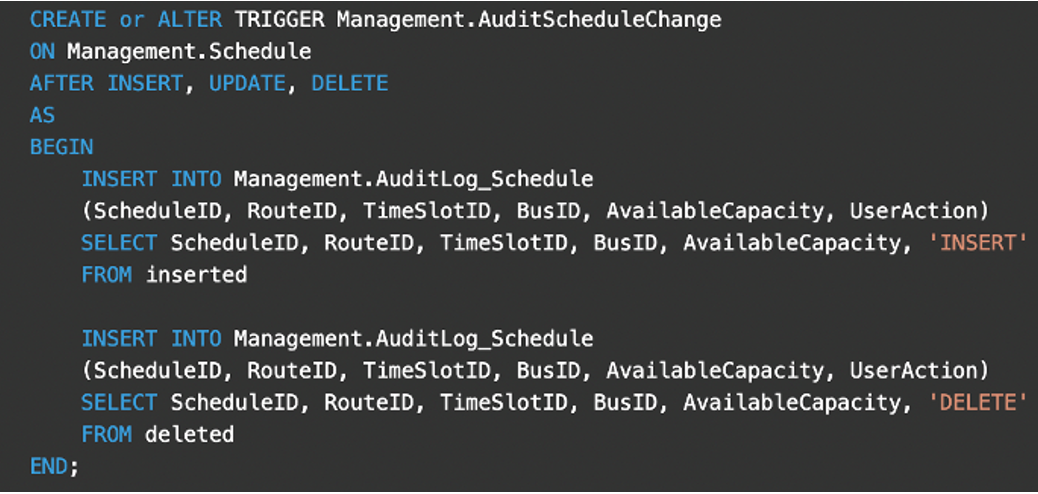 CREATE or ALTER TRIGGER Management.AuditScheduleChange
ON Management.Schedule
AFTER INSERT, UPDATE, DELETE
AS
BEGIN
    INSERT INTO Management.AuditLog_Schedule
    (ScheduleID, RouteID, TimeSlotID, BusID, AvailableCapacity, UserAction)
    SELECT ScheduleID, RouteID, TimeSlotID, BusID, AvailableCapacity, 'INSERT'
    FROM inserted

    INSERT INTO Management.AuditLog_Schedule
    (ScheduleID, RouteID, TimeSlotID, BusID, AvailableCapacity, UserAction)
    SELECT ScheduleID, RouteID, TimeSlotID, BusID, AvailableCapacity, 'DELETE'
    FROM deleted
END;